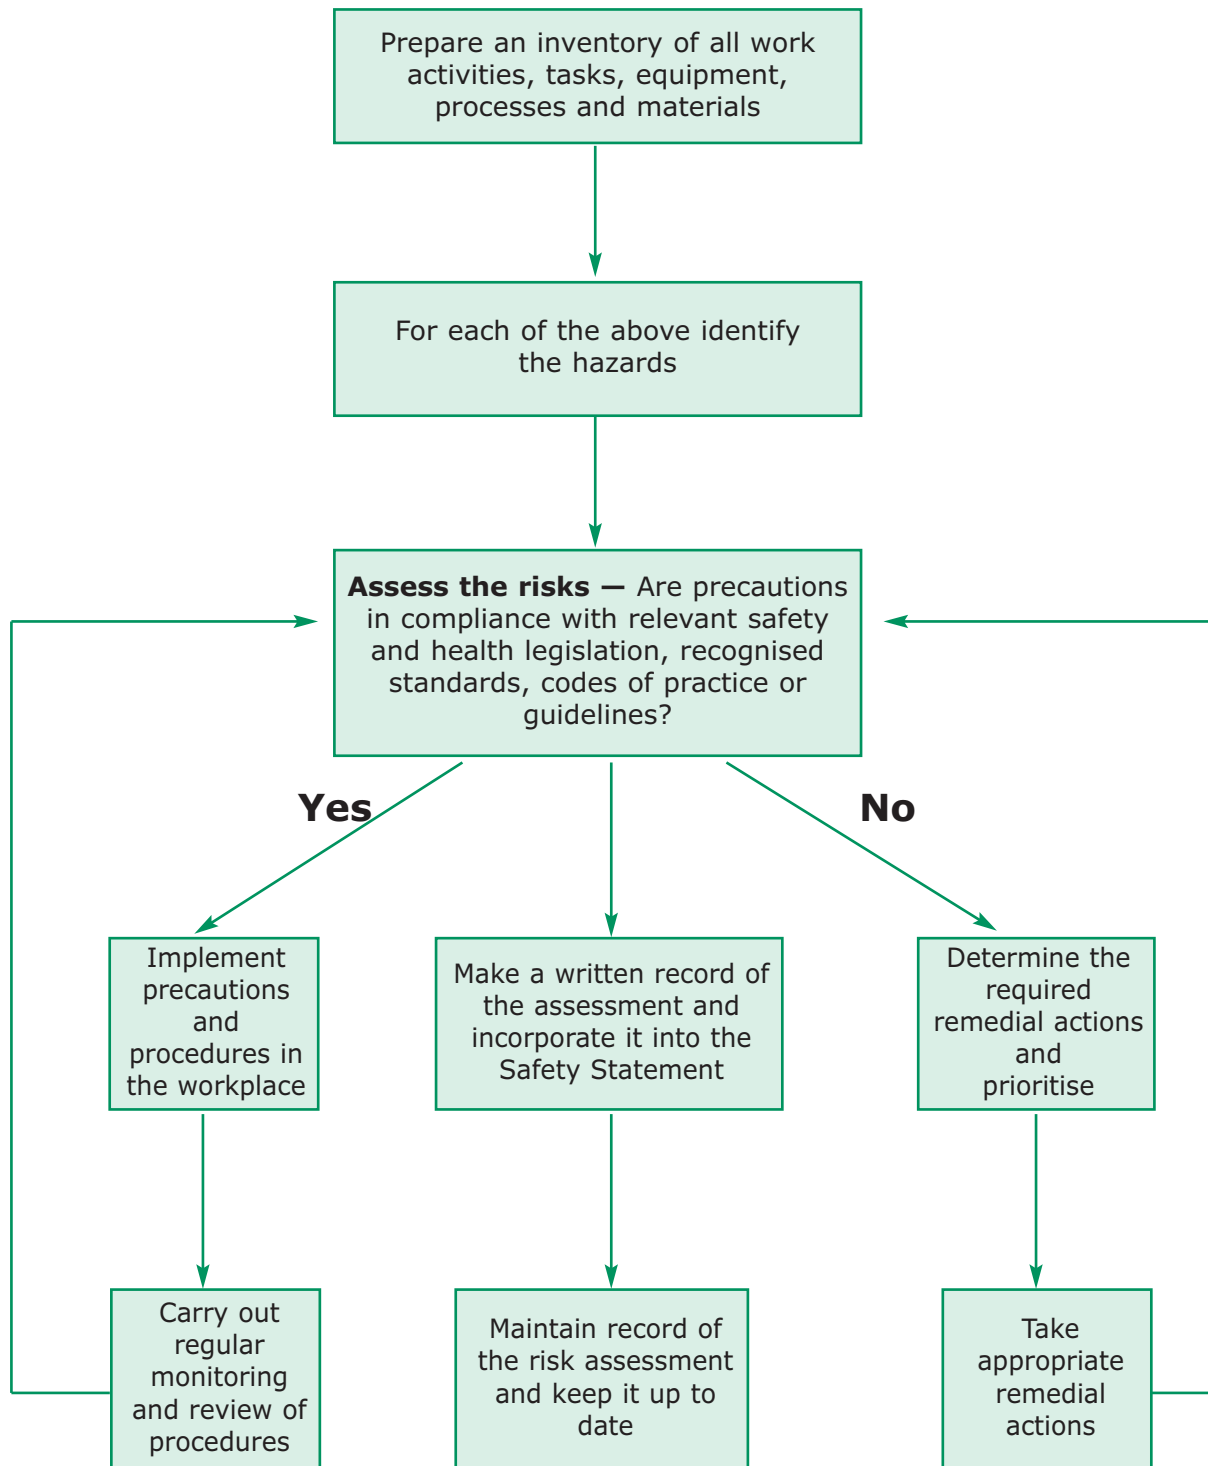 Prepare an inventory of all work
activities, tasks, equipment,
processes and materials
For each of the above identify
the hazards
Assess the risks — Are precautions
in compliance with relevant safety
and health legislation, recognised
standards, codes of practice or
guidelines?
Yes
No
Implement
precautions
and
procedures in
the workplace
Make a written record of
the assessment and
incorporate it into the
Safety Statement
Determine the
required
remedial actions
and
prioritise
Carry out
regular
monitoring
and review of
procedures
Maintain record of
the risk assessment
and keep it up to
date
Take
appropriate
remedial
actions